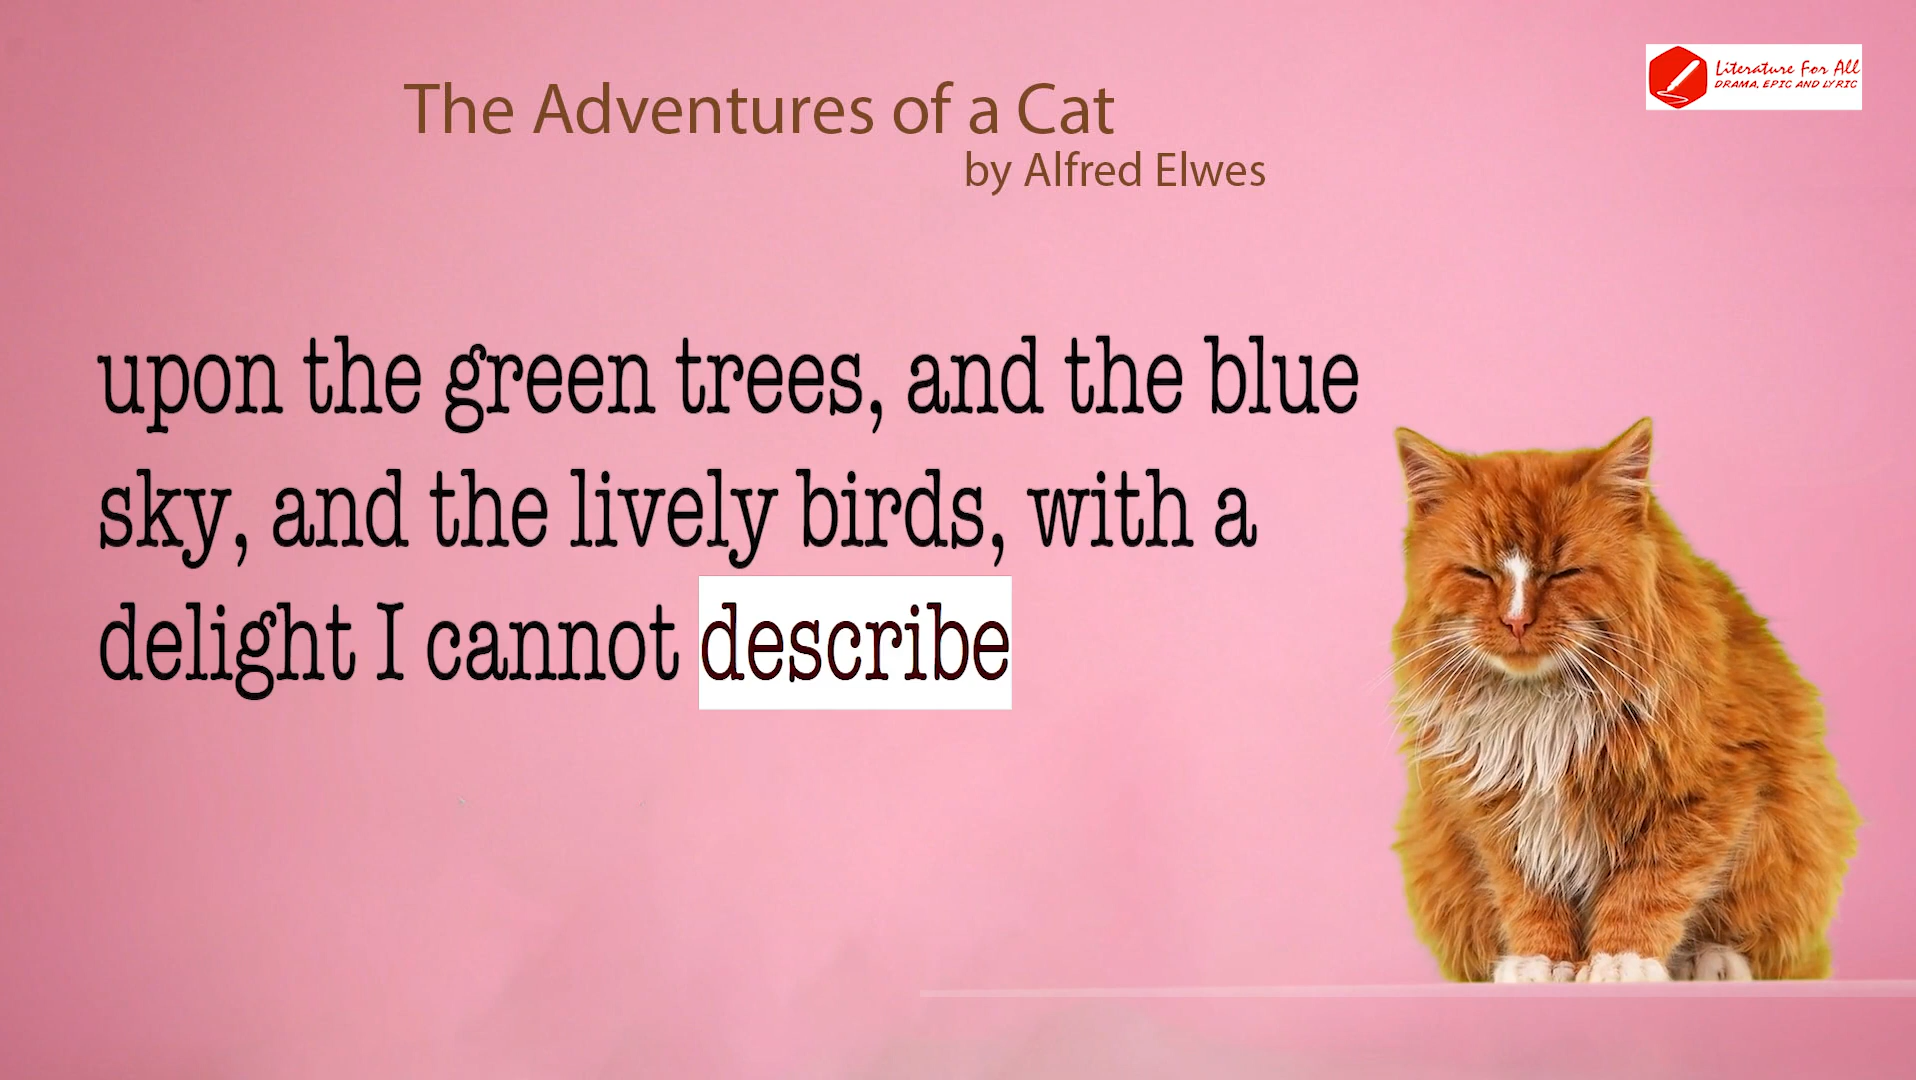 The Adventures of a Cat
by Alfred Elwes
Literature For All
DRAMA, EPIC AND LYRIC
upon the green trees, and the blue
sky, and the lively birds, with a
delight I cannot describe